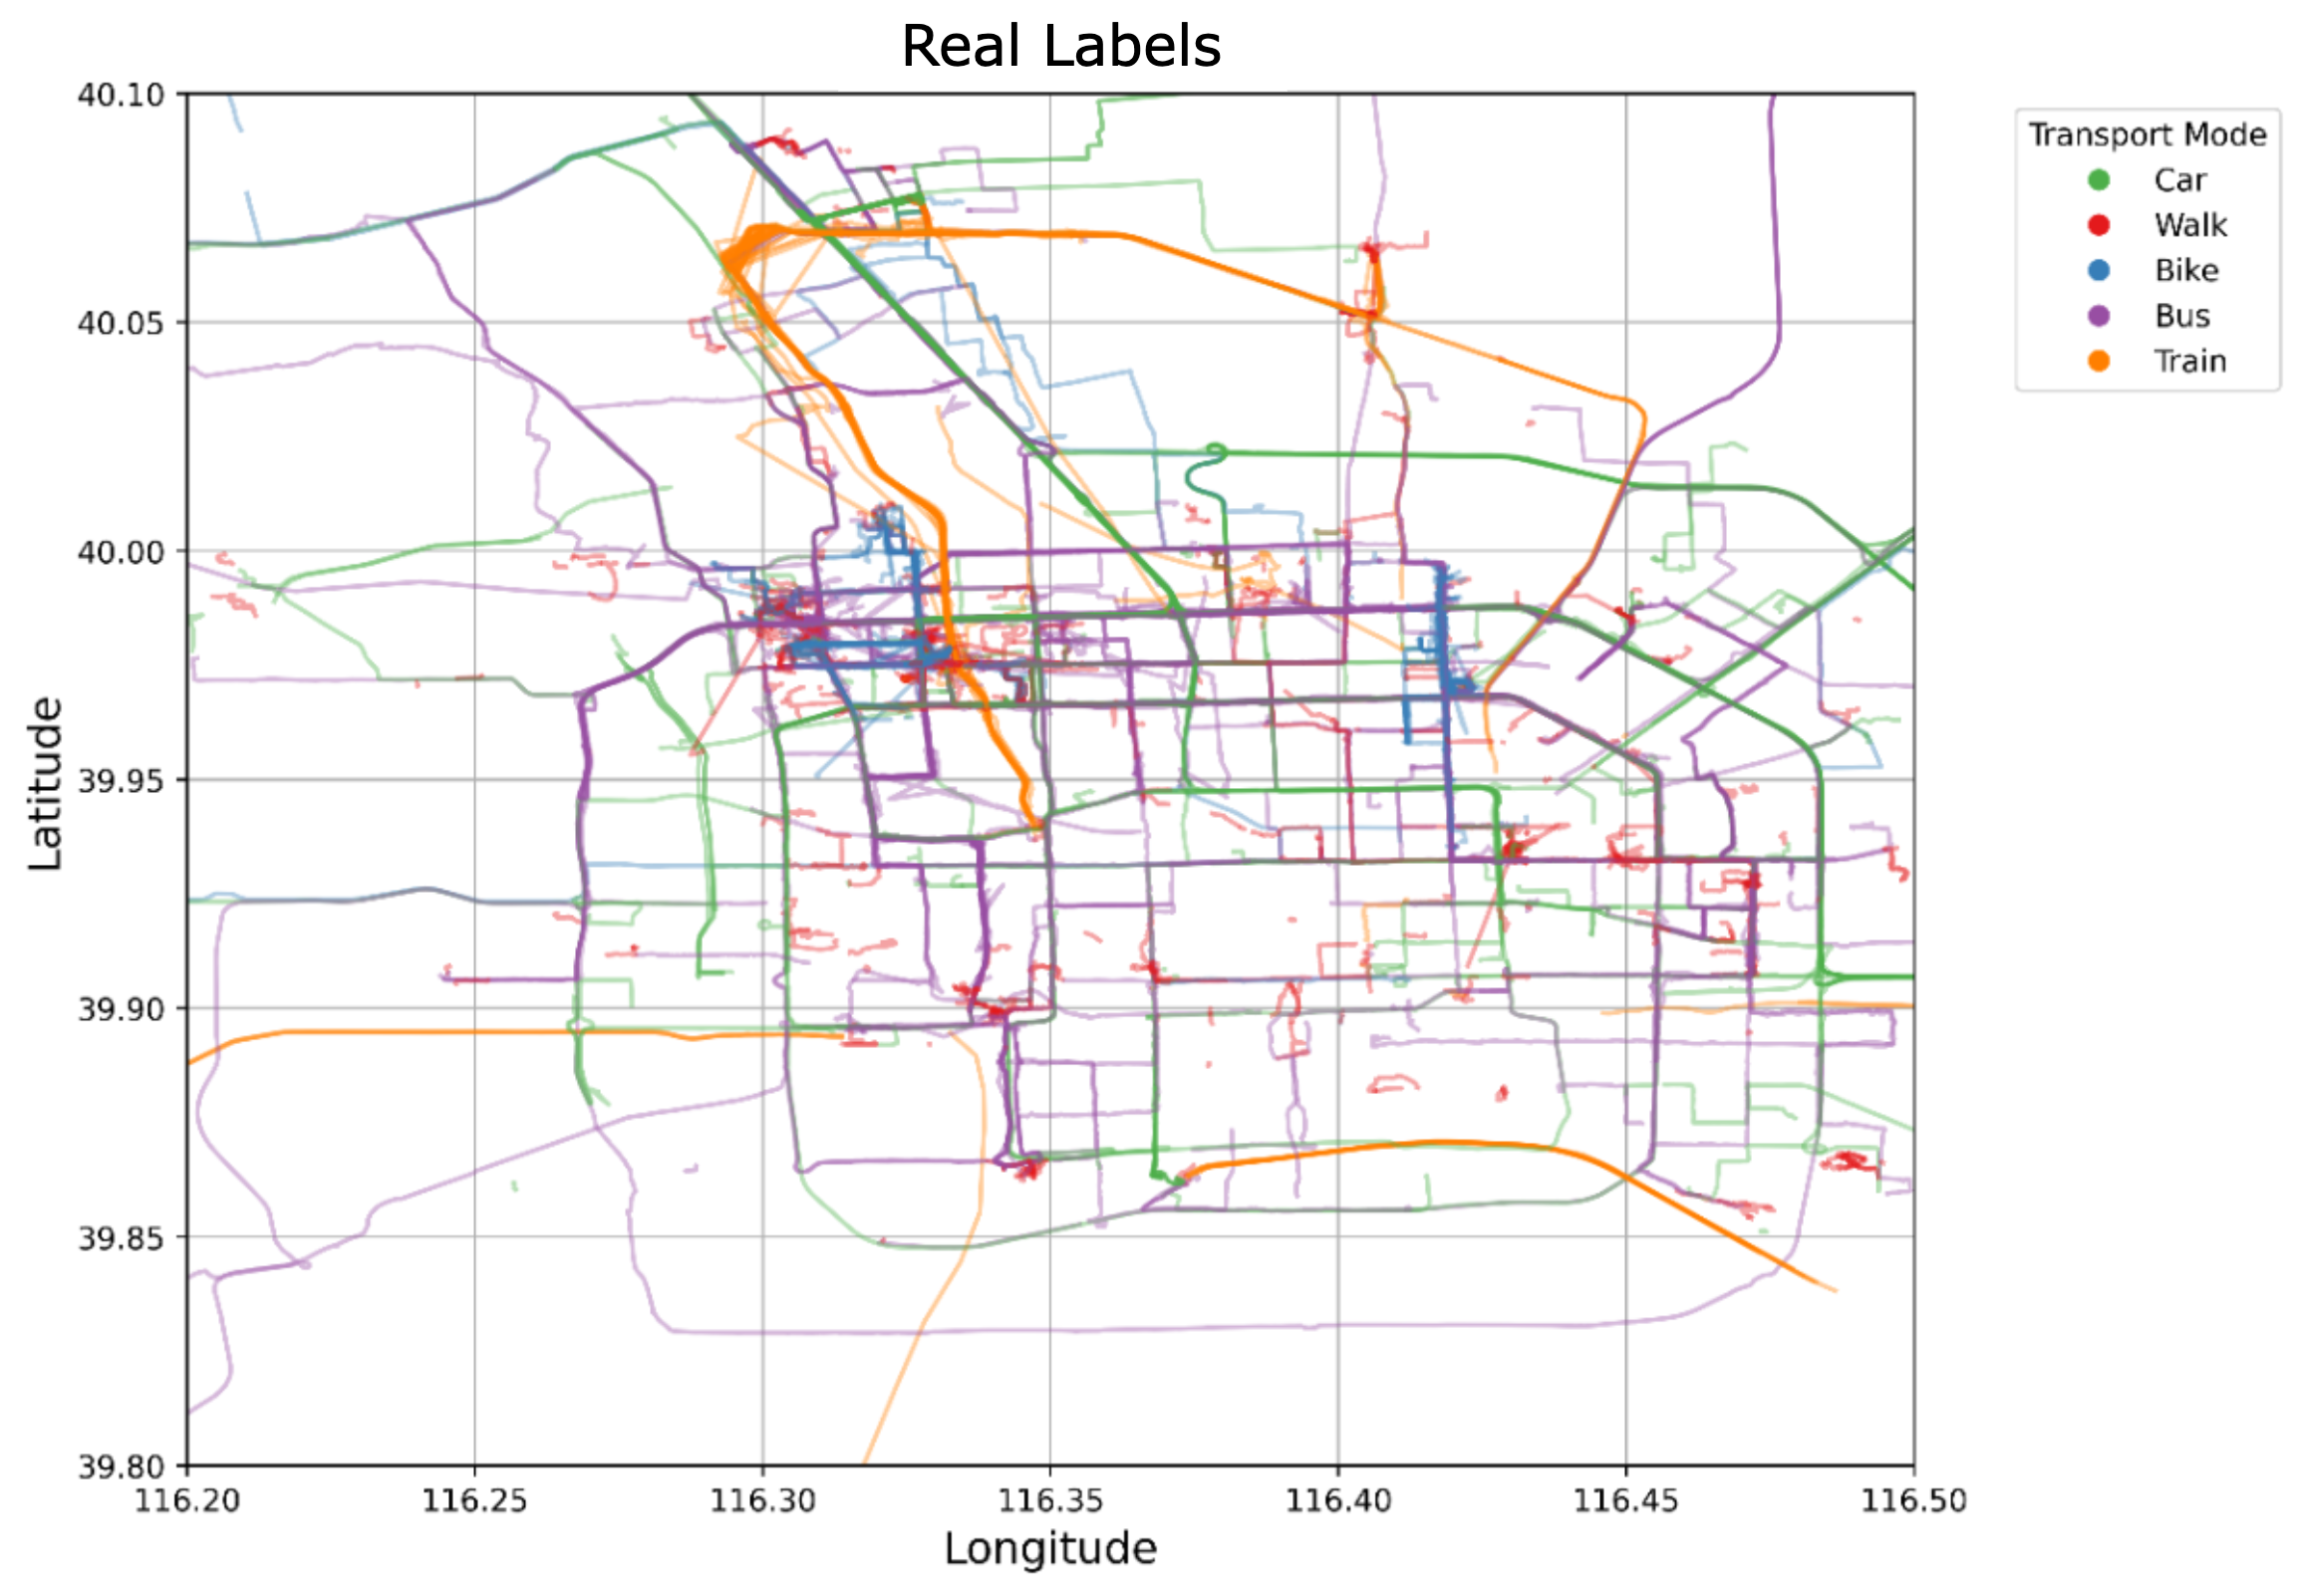 Real Labels
40.10
40.05
40.00
39.95
39.90
39.85
39.80
Latitude
116.20 116.25 116.30 116.35 116.40 116.45 116.50
Longitude
Transport Mode
Car
Walk
Bike
Bus
Train